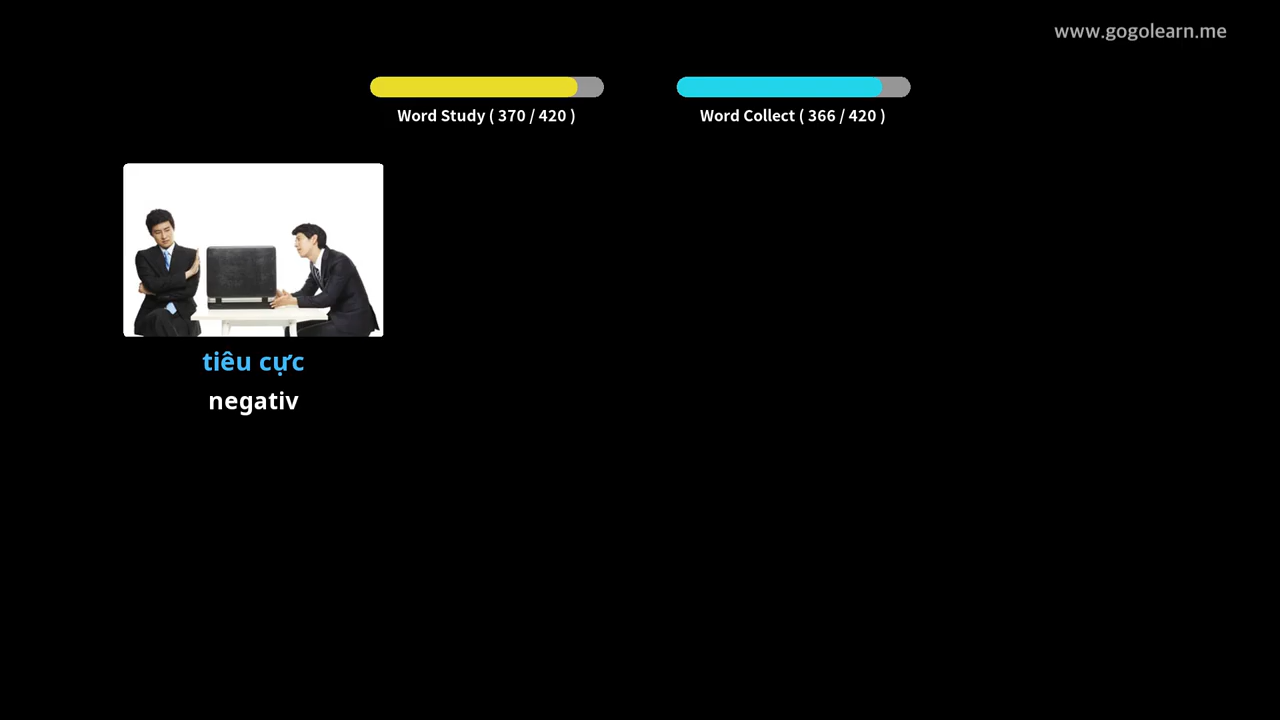 www.gogolearn.me
Word Study ( 370 / 420 )
Word Collect ( 366 / 420 )
tiêu cực
negativ